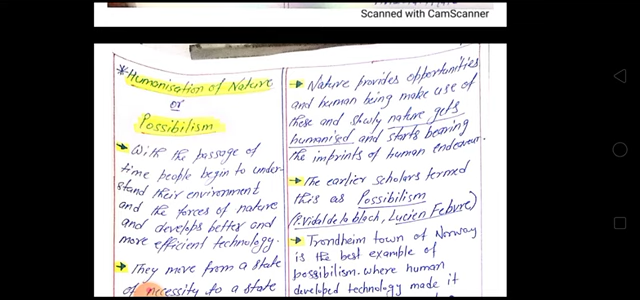 Scanned with CamScanner
*Humanisation of Nature
or
Possibilism
→ With the passage of
time people begin to under-
stand their environment
and the forces of nature
and develops better and
more efficient technology.
→ They move from a state
of necessity to a state
→ Nature provides opportunities
and human being make use of
these and slowly nature gets
humanised and starts bearing
the imprints of human endeavour.
→ The earlier scholars termed
this as Possibilism
(P. Vidal de la bloch, Lucien Febvre)
→ Trondheim town of Norway
is the best example of
possibilism. where human
developed technology made it